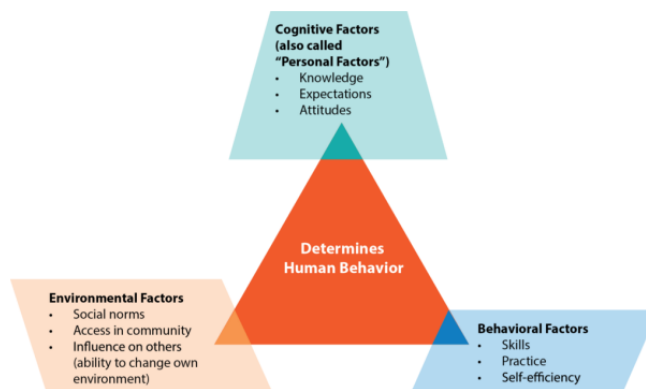 Cognitive Factors
(also called
“Personal Factors”)
• Knowledge
• Expectations
• Attitudes
Determines
Human Behavior
Environmental Factors
• Social norms
• Access in community
• Influence on others
(ability to change own
environment)
Behavioral Factors
• Skills
• Practice
• Self-efficiency